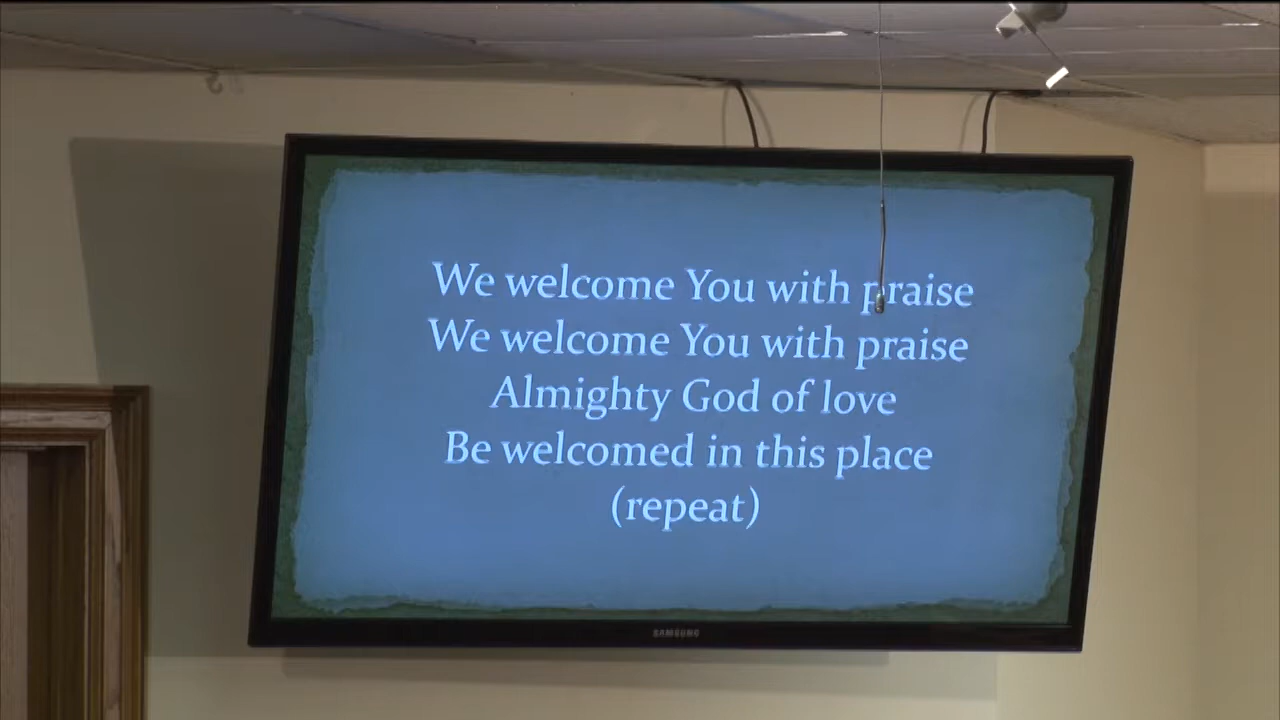 We welcome You with praise
We welcome You with praise
Almighty God of love
Be welcomed in this place
(repeat)
SAMSUNG